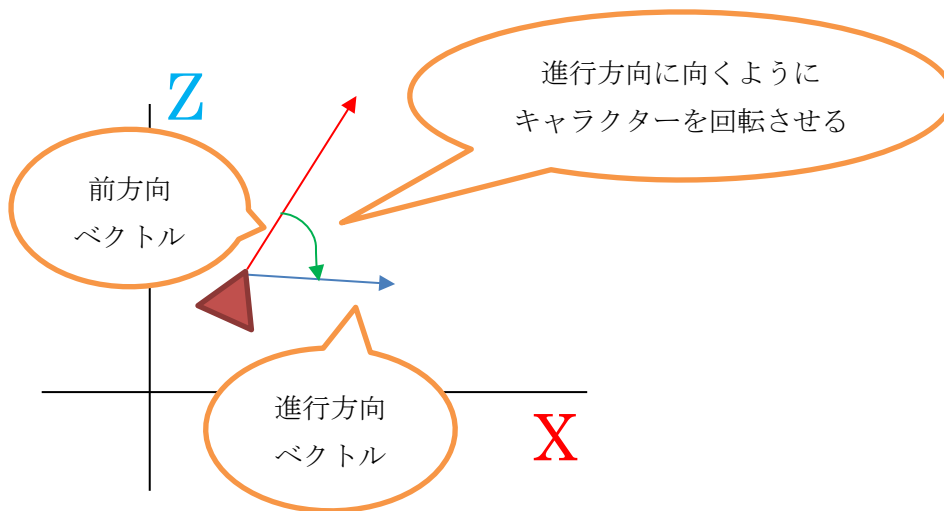 進行方向に向くように
キャラクターを回転させる
Z
前方向
ベクトル
進行方向
ベクトル
X